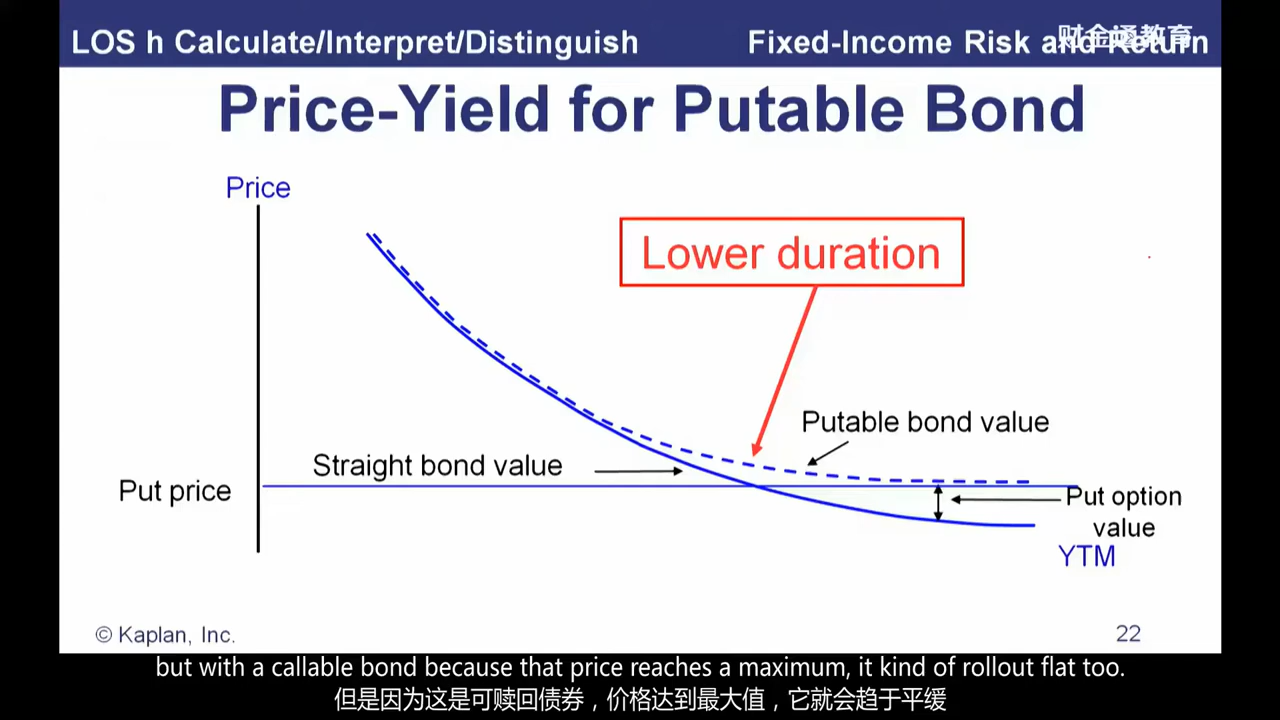 LOS h Calculate/Interpret/Distinguish
Fixed-Income Risk and Return
财金通教育
Price-Yield for Putable Bond
Price
Lower duration
Putable bond value
Straight bond value
Put price
Put option
value
YTM
© Kaplan, Inc.
22
but with a callable bond because that price reaches a maximum, it kind of rollout flat too.
但是因为这是可赎回债券，价格达到最大值，它就会趋于平缓